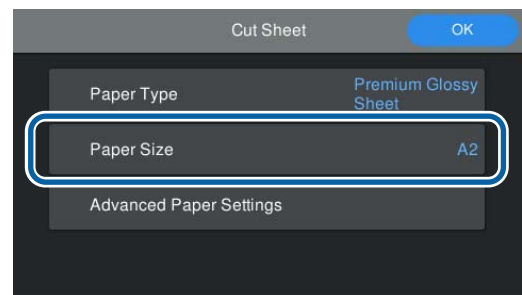 Cut Sheet
OK
Paper Type
Premium Glossy
Sheet
Paper Size
A2
Advanced Paper Settings